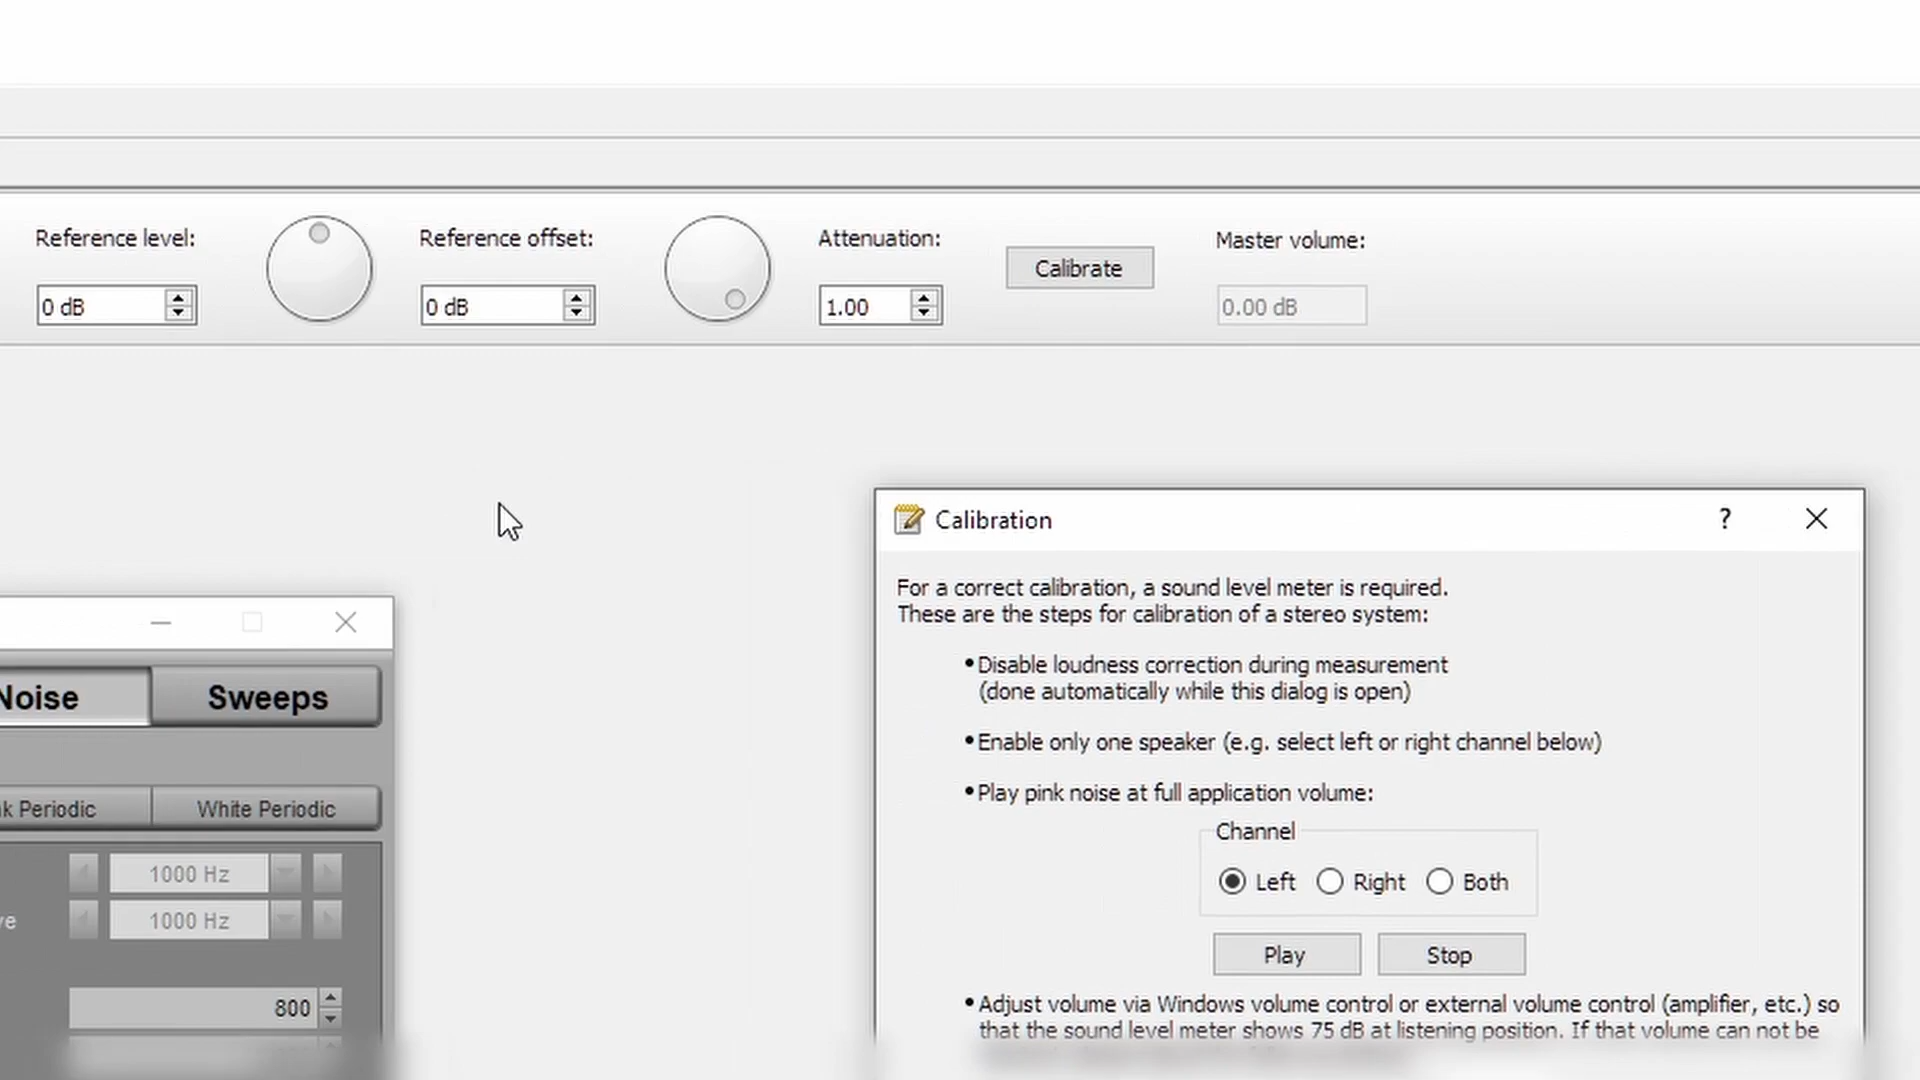 Reference level:
Reference offset:
Attenuation:
Calibrate
Master volume:
0 dB
0 dB
1.00
0.00 dB
Noise
Sweeps
k Periodic
White Periodic
1000 Hz
ve
1000 Hz
800
Calibration
?
For a correct calibration, a sound level meter is required.
These are the steps for calibration of a stereo system:
•Disable loudness correction during measurement
(done automatically while this dialog is open)
•Enable only one speaker (e.g. select left or right channel below)
•Play pink noise at full application volume:
Channel
Left
Right
Both
Play
Stop
•Adjust volume via Windows volume control or external volume control (amplifier, etc.) so
that the sound level meter shows 75 dB at listening position. If that volume can not be